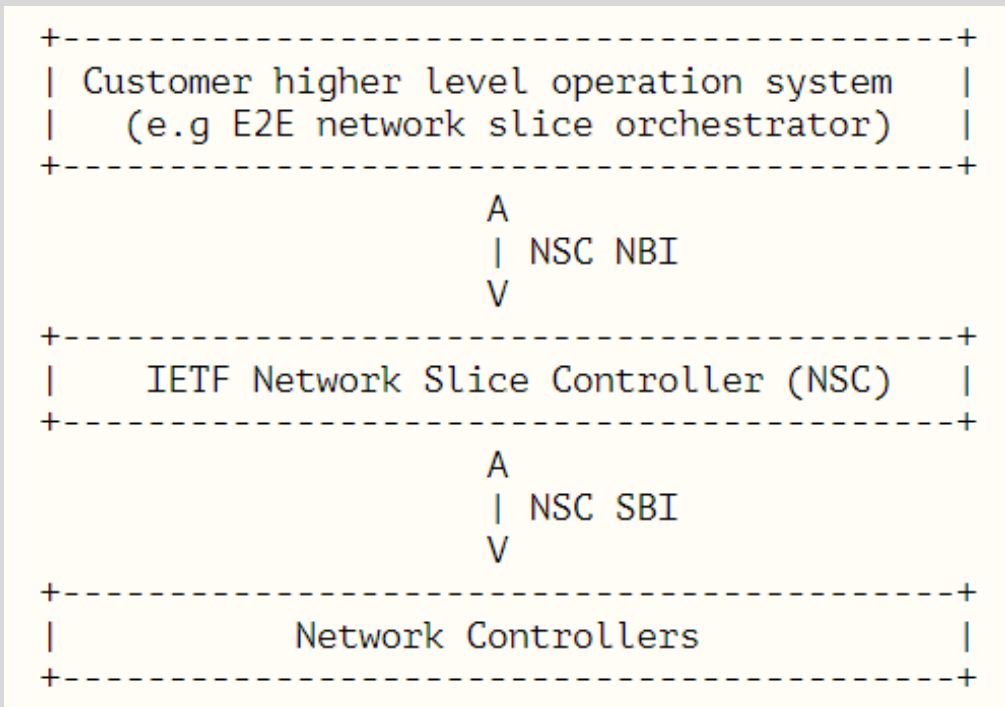 +------------------------------------------+
| Customer higher level operation system   |
|   (e.g E2E network slice orchestrator)   |
+------------------------------------------+
                     A
                     | NSC NBI
                     V
+------------------------------------------+
|    IETF Network Slice Controller (NSC)   |
+------------------------------------------+
                     A
                     | NSC SBI
                     V
+------------------------------------------+
|           Network Controllers            |
+------------------------------------------+